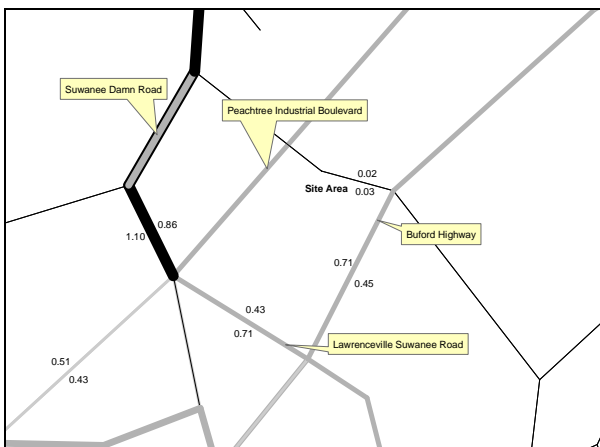 Suwanee Damn Road
Peachtree Industrial Boulevard
0.02
Site Area
0.03
0.86
1.10
Buford Highway
0.71
0.45
0.43
0.71
Lawrenceville Suwanee Road
0.51
0.43